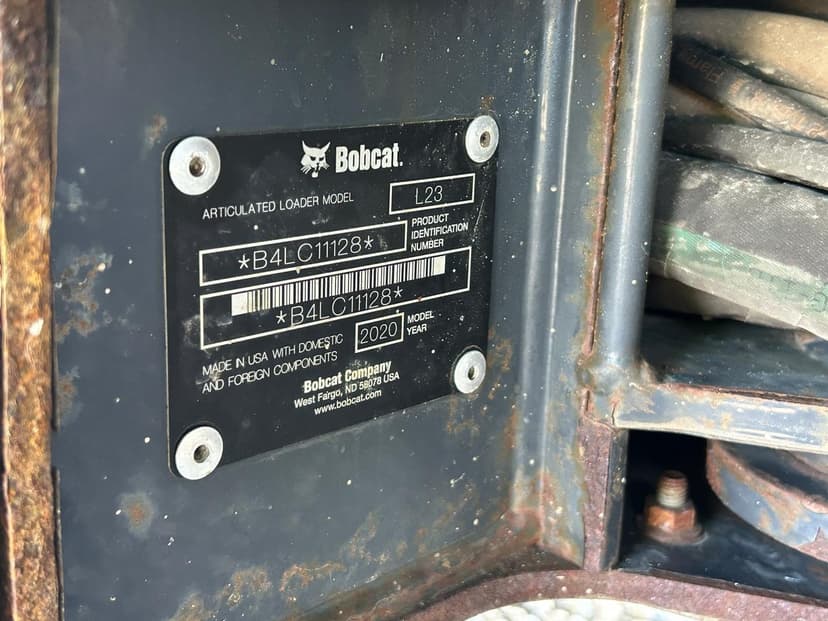 Bobcat.
ARTICULATED LOADER MODEL L23
*B4LC11128* PRODUCT IDENTIFICATION NUMBER
*B4LC11128*
MADE IN USA WITH DOMESTIC AND FOREIGN COMPONENTS
2020 MODEL YEAR
Bobcat Company
West Fargo, ND 58078 USA
www.bobcat.com